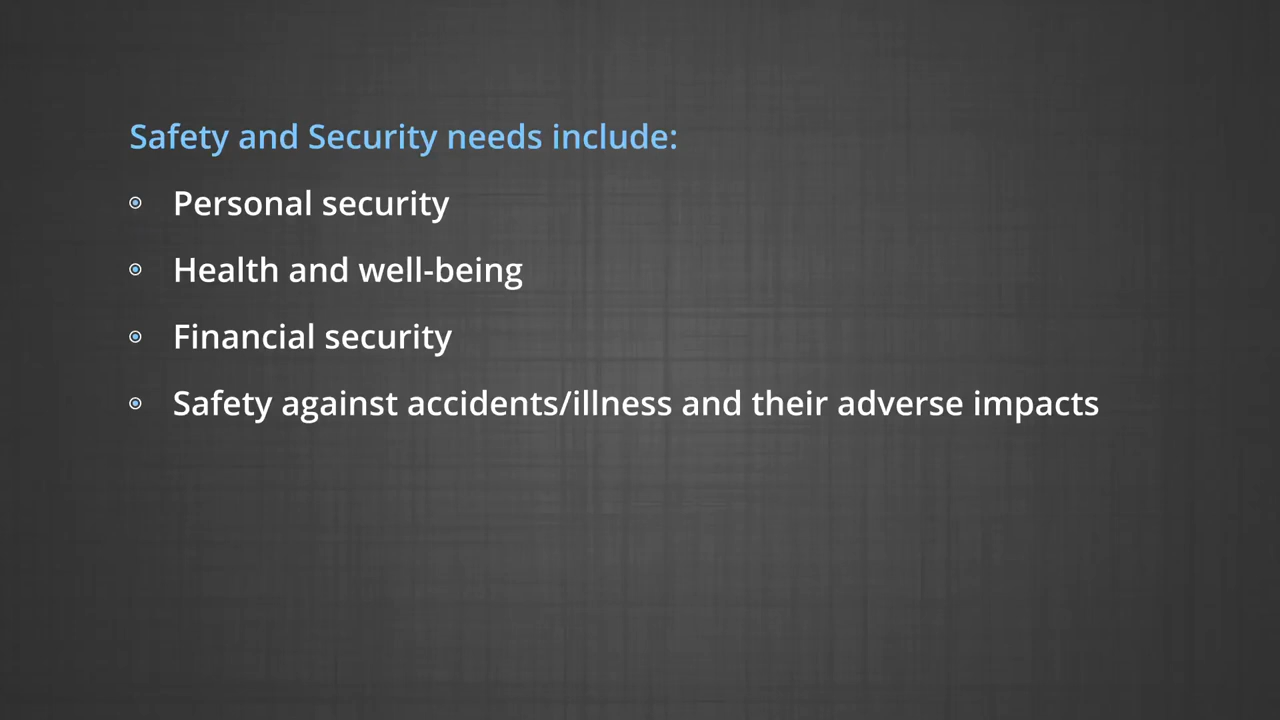 Safety and Security needs include:
Personal security
Health and well-being
Financial security
Safety against accidents/illness and their adverse impacts